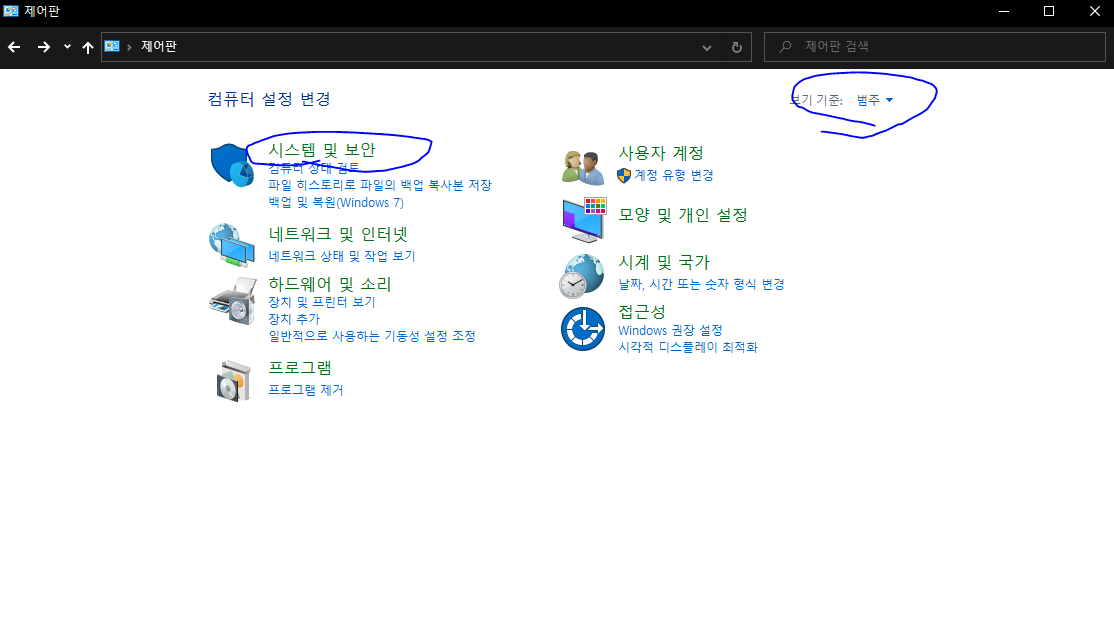 제어판
제어판
제어판 검색
컴퓨터 설정 변경
보기 기준: 범주
시스템 및 보안
컴퓨터 상태 검토
파일 히스토리로 파일의 백업 복사본 저장
백업 및 복원(Windows 7)
네트워크 및 인터넷
네트워크 상태 및 작업 보기
하드웨어 및 소리
장치 및 프린터 보기
장치 추가
일반적으로 사용하는 기동성 설정 조정
프로그램
프로그램 제거
사용자 계정
계정 유형 변경
모양 및 개인 설정
시계 및 국가
날짜, 시간 또는 숫자 형식 변경
접근성
Windows 권장 설정
시각적 디스플레이 최적화